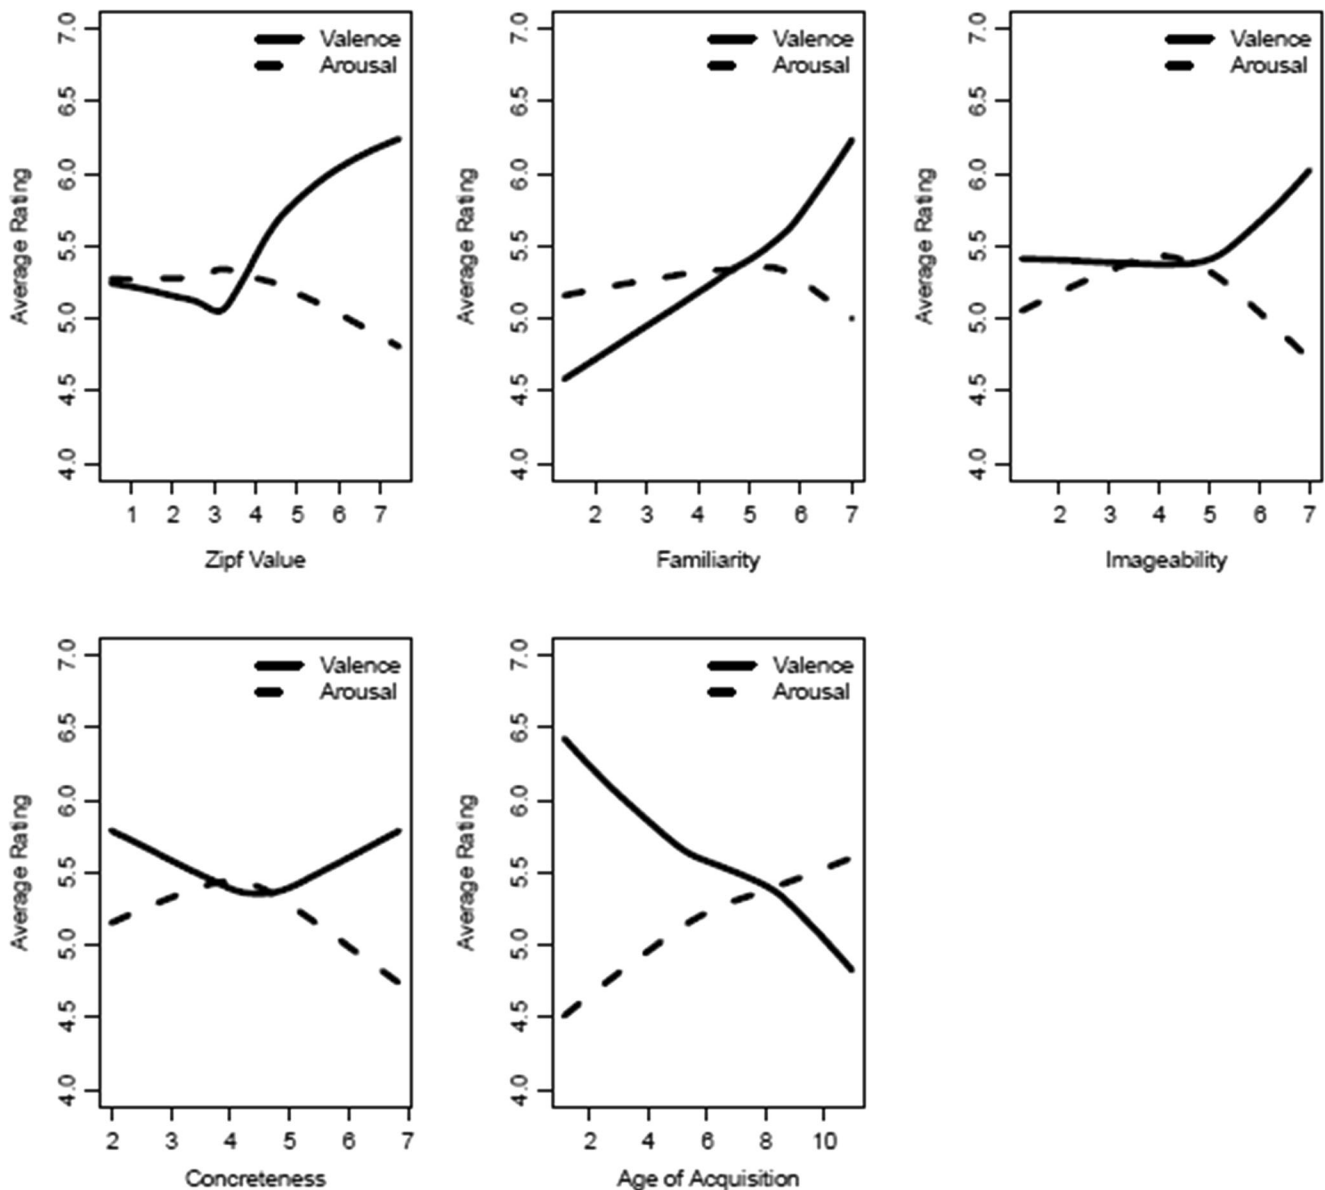 Valence
Arousal
Average Rating
7.0
6.5
6.0
5.5
5.0
4.5
4.0
1 2 3 4 5 6 7
Zipf Value
Valence
Arousal
Average Rating
7.0
6.5
6.0
5.5
5.0
4.5
4.0
2 3 4 5 6 7
Familiarity
Valence
Arousal
Average Rating
7.0
6.5
6.0
5.5
5.0
4.5
4.0
2 3 4 5 6 7
Imageability
Valence
Arousal
Average Rating
7.0
6.5
6.0
5.5
5.0
4.5
4.0
2 3 4 5 6 7
Concreteness
Valence
Arousal
Average Rating
7.0
6.5
6.0
5.5
5.0
4.5
4.0
2 4 6 8 10
Age of Acquisition